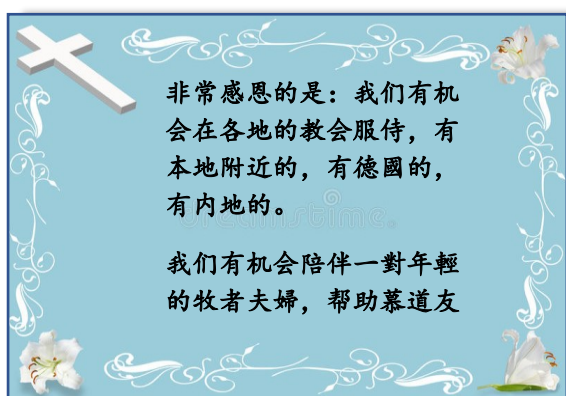 非常感恩的是：我们有机
会在各地的教会服侍，有
本地附近的，有德國的，
有内地的。
dreamstime.
我们有机会陪伴一對年輕
的牧者夫婦，帮助慕道友